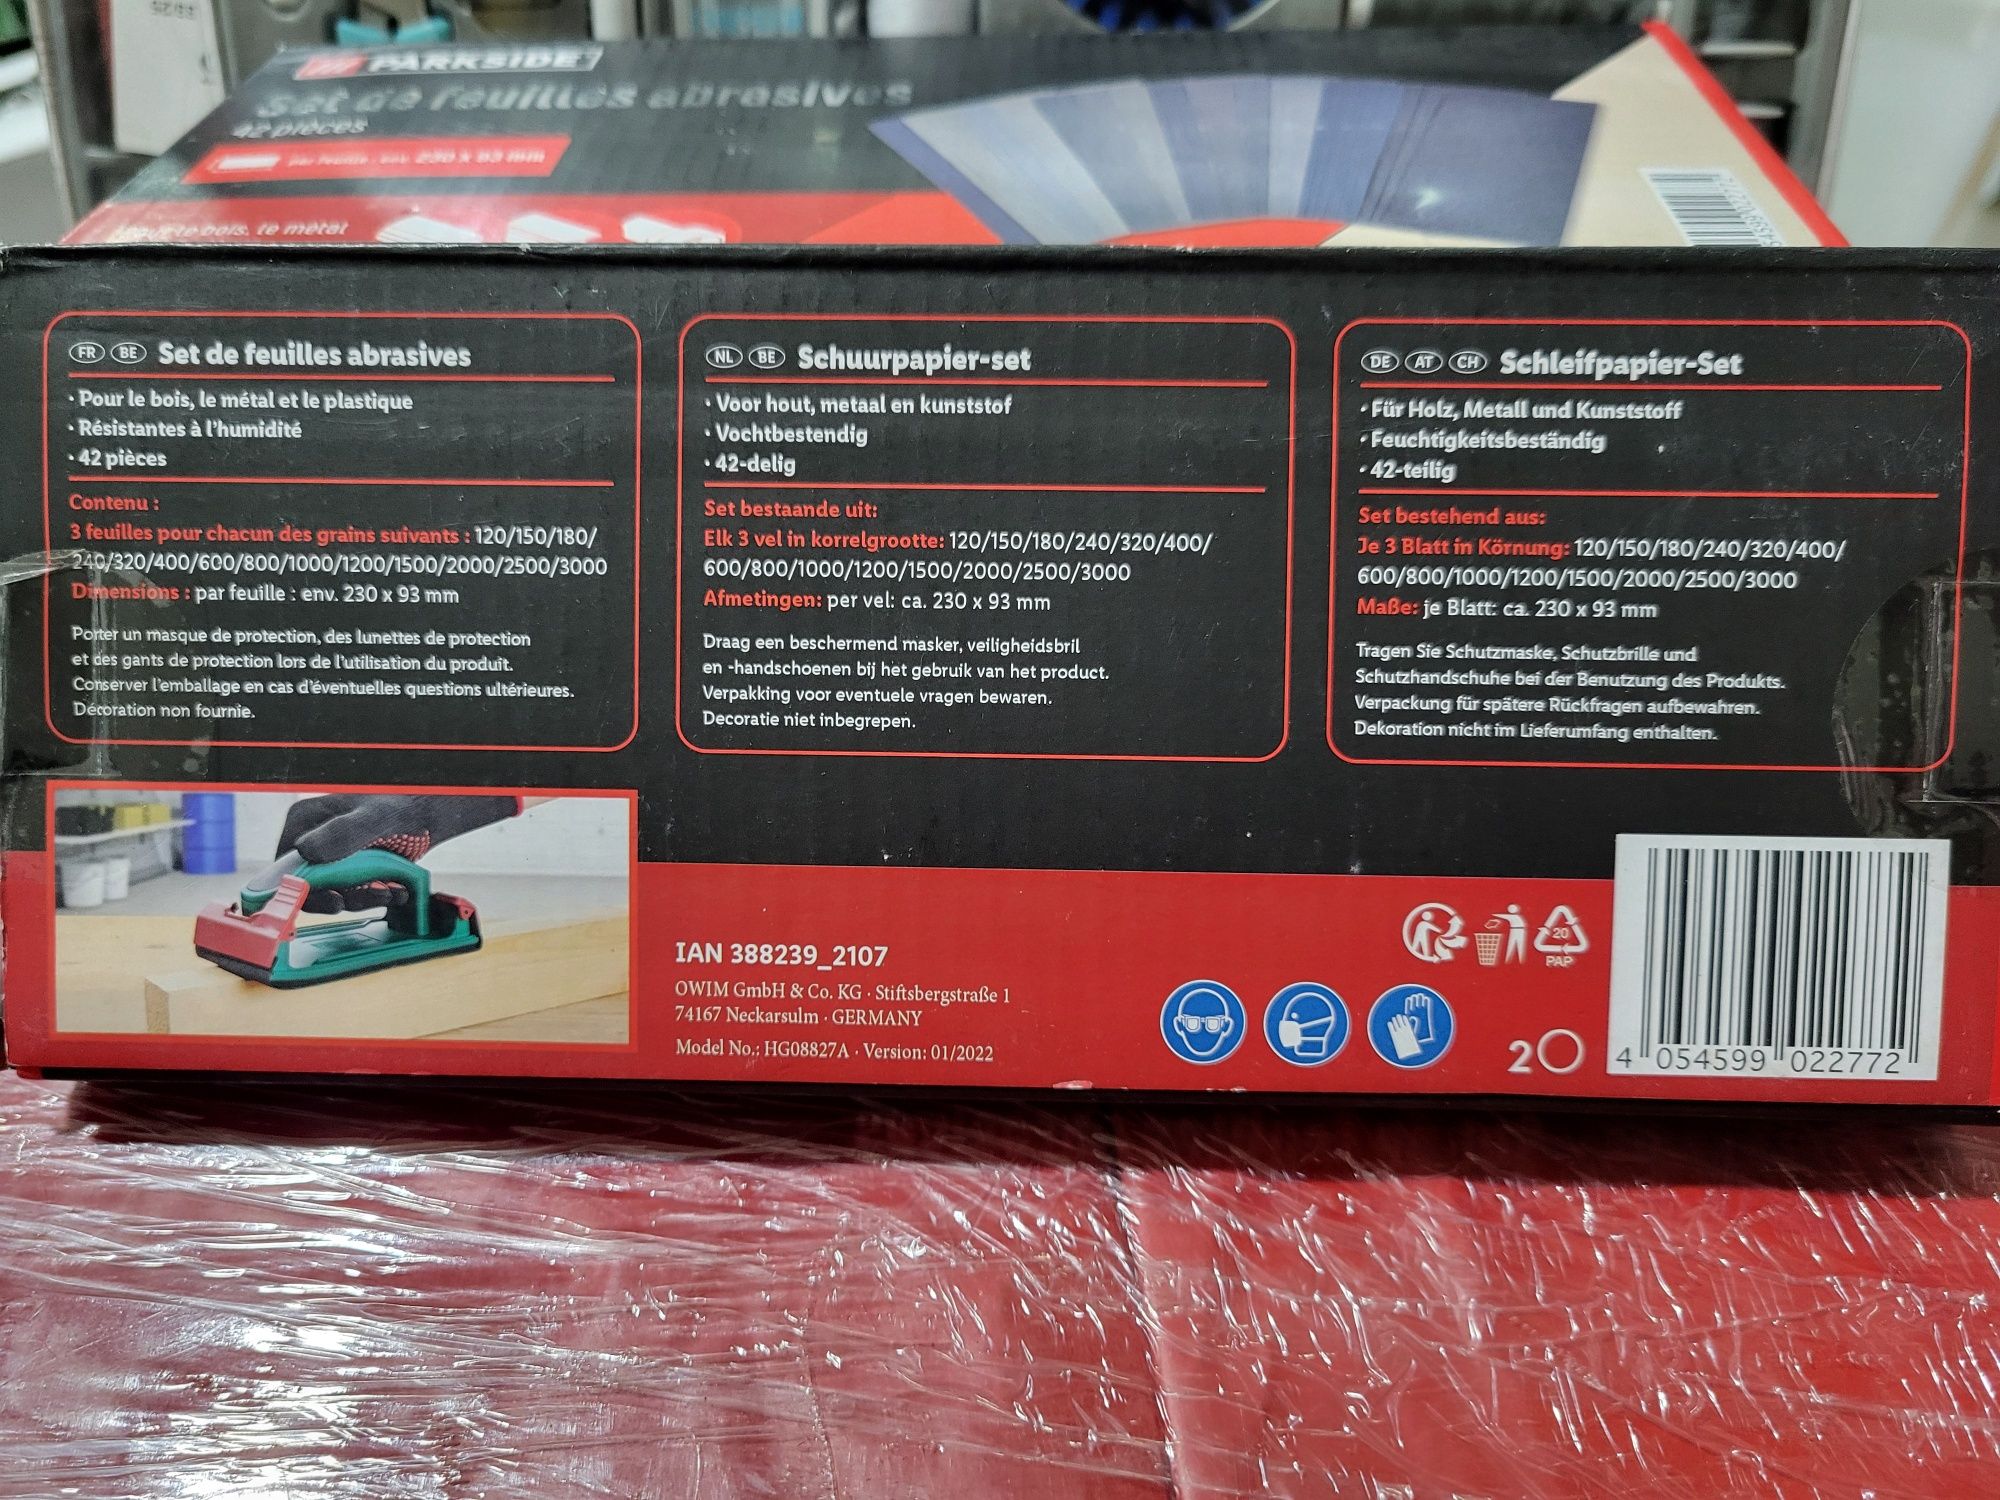 PARKSIDE
Set de feuilles abrasives
42 pièces
par feuille : env. 230 x 93 mm
le bois, le métal
FR BE Set de feuilles abrasives
· Pour le bois, le métal et le plastique
· Résistantes à l'humidité
· 42 pièces
Contenu :
3 feuilles pour chacun des grains suivants : 120/150/180/
240/320/400/600/800/1000/1200/1500/2000/2500/3000
Dimensions : par feuille : env. 230 x 93 mm
Porter un masque de protection, des lunettes de protection
et des gants de protection lors de l'utilisation du produit.
Conserver l'emballage en cas d'éventuelles questions ultérieures.
Décoration non fournie.
NL BE Schuurpapier-set
· Voor hout, metaal en kunststof
· Vochtbestendig
· 42-delig
Set bestaande uit:
Elk 3 vel in korrelgrootte: 120/150/180/240/320/400/
600/800/1000/1200/1500/2000/2500/3000
Afmetingen: per vel: ca. 230 x 93 mm
Draag een beschermend masker, veiligheidsbril
en -handschoenen bij het gebruik van het product.
Verpakking voor eventuele vragen bewaren.
Decoratie niet inbegrepen.
DE AT CH Schleifpapier-Set
· Für Holz, Metall und Kunststoff
· Feuchtigkeitsbeständig
· 42-teilig
Set bestehend aus:
Je 3 Blatt in Körnung: 120/150/180/240/320/400/
600/800/1000/1200/1500/2000/2500/3000
Maße: je Blatt: ca. 230 x 93 mm
Tragen Sie Schutzmaske, Schutzbrille und
Schutzhandschuhe bei der Benutzung des Produkts.
Verpackung für spätere Rückfragen aufbewahren.
Dekoration nicht im Lieferumfang enthalten.
IAN 388239_2107
OWIM GmbH & Co. KG · Stiftsbergstraße 1
74167 Neckarsulm · GERMANY
Model No.: HG08827A · Version: 01/2022
20
PAP
2
4 054599 022772